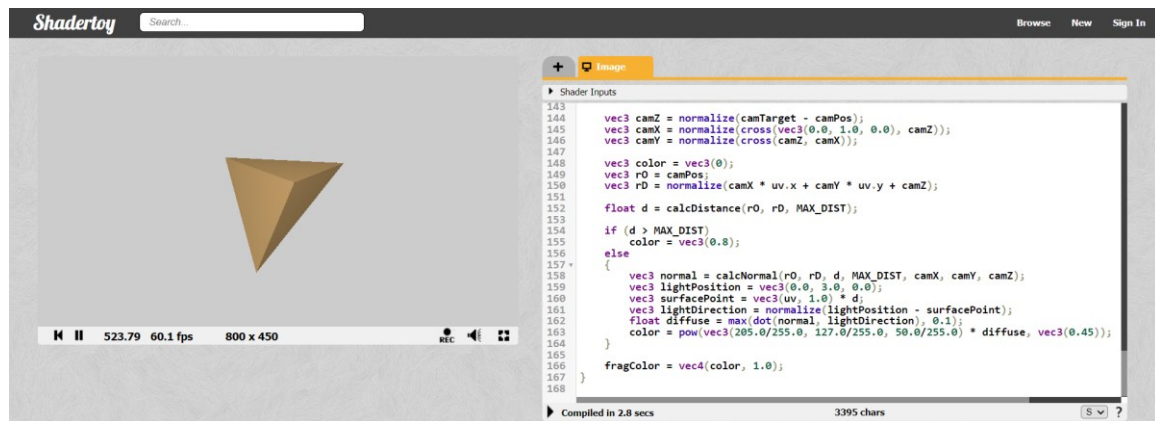 Shadertoy
Search...
Browse New Sign In
+ Image
Shader Inputs
143
144 vec3 camZ = normalize(camTarget - camPos);
145 vec3 camX = normalize(cross(vec3(0.0, 1.0, 0.0), camZ));
146 vec3 camY = normalize(cross(camZ, camX));
147
148 vec3 color = vec3(0);
149 vec3 rO = camPos;
150 vec3 rD = normalize(camX * uv.x + camY * uv.y + camZ);
151
152 float d = calcDistance(rO, rD, MAX_DIST);
153
154 if (d > MAX_DIST)
155 color = vec3(0.8);
156 else
157 {
158 vec3 normal = calcNormal(rO, rD, d, MAX_DIST, camX, camY, camZ);
159 vec3 lightPosition = vec3(0.0, 3.0, 0.0);
160 vec3 surfacePoint = vec3(uv, 1.0) * d;
161 vec3 lightDirection = normalize(lightPosition - surfacePoint);
162 float diffuse = max(dot(normal, lightDirection), 0.1);
163 color = pow(vec3(205.0/255.0, 127.0/255.0, 50.0/255.0) * diffuse, vec3(0.45));
164 }
165
166 fragColor = vec4(color, 1.0);
167 }
168
523.79 60.1 fps 800 x 450 REC
Compiled in 2.8 secs 3395 chars S ?